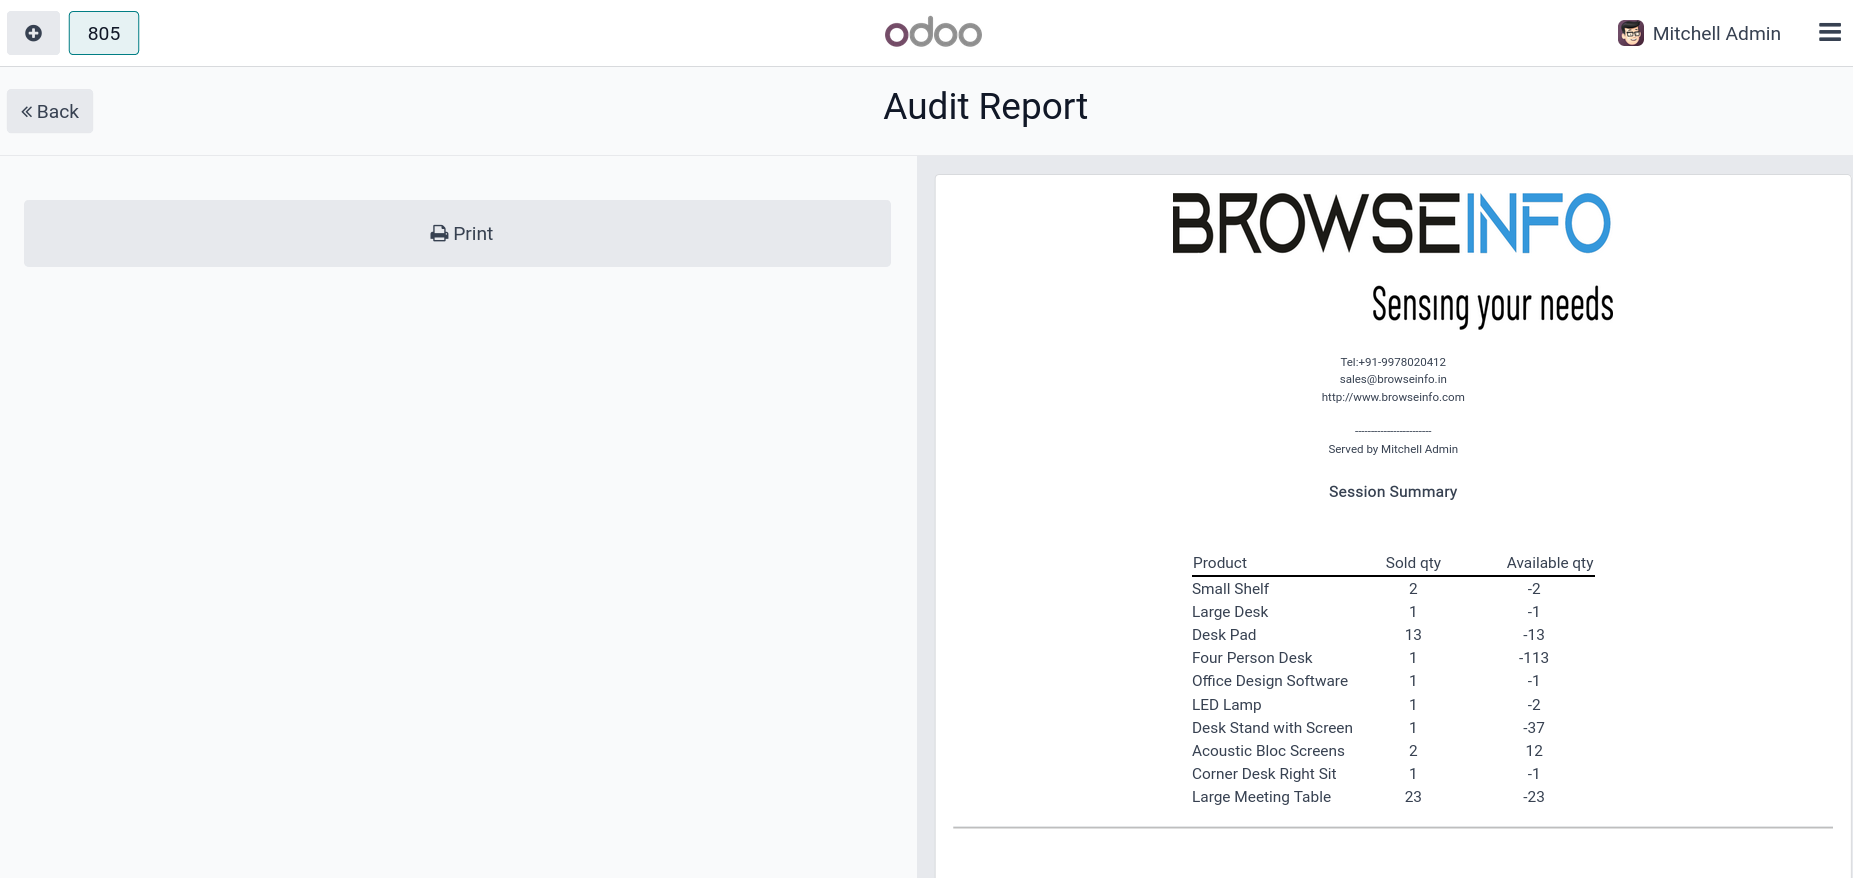 805
odoo
Mitchell Admin
Back
Audit Report
Print
BROWSEINFO
Sensing your needs
Tel:+91-9978020412
sales@browseinfo.in
http://www.browseinfo.com
------------------------
Served by Mitchell Admin
Session Summary
Product Sold qty Available qty
Small Shelf 2 -2
Large Desk 1 -1
Desk Pad 13 -13
Four Person Desk 1 -113
Office Design Software 1 -1
LED Lamp 1 -2
Desk Stand with Screen 1 -37
Acoustic Bloc Screens 2 12
Corner Desk Right Sit 1 -1
Large Meeting Table 23 -23